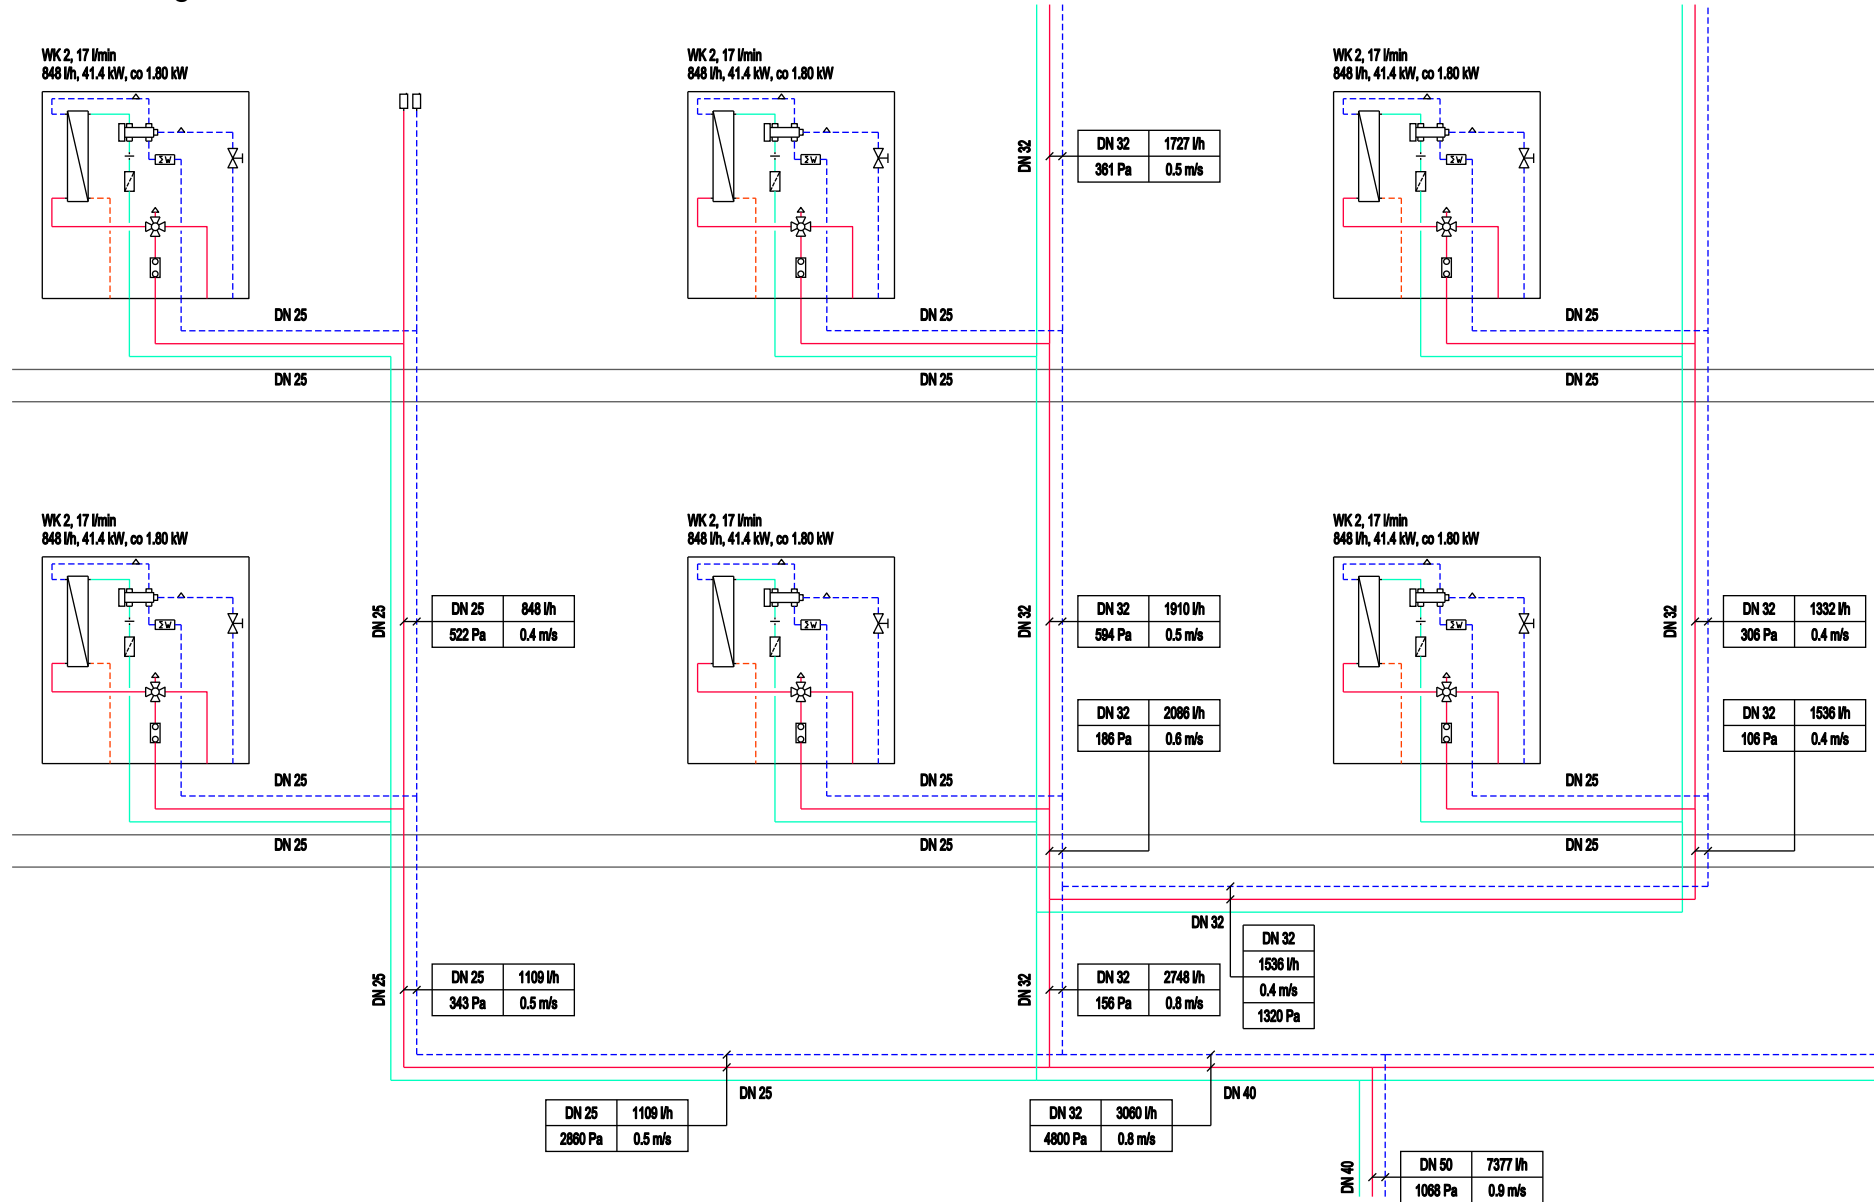 WK 2, 17 l/min
848 l/h, 41.4 kW, co 1.80 kW
WK 2, 17 l/min
848 l/h, 41.4 kW, co 1.80 kW
WK 2, 17 l/min
848 l/h, 41.4 kW, co 1.80 kW
DN 32
DN 32 1727 l/h
361 Pa 0.5 m/s
ΣW
ΣW
ΣW
DN 25
DN 25
DN 25
DN 25
DN 25
DN 25
WK 2, 17 l/min
848 l/h, 41.4 kW, co 1.80 kW
WK 2, 17 l/min
848 l/h, 41.4 kW, co 1.80 kW
WK 2, 17 l/min
848 l/h, 41.4 kW, co 1.80 kW
ΣW
ΣW
ΣW
DN 25
DN 25 848 l/h
522 Pa 0.4 m/s
DN 32
DN 32 1910 l/h
594 Pa 0.5 m/s
DN 32
DN 32 1332 l/h
306 Pa 0.4 m/s
DN 32 2086 l/h
186 Pa 0.6 m/s
DN 32 1536 l/h
106 Pa 0.4 m/s
DN 25
DN 25
DN 25
DN 25
DN 25
DN 25
DN 32
DN 32
1536 l/h
0.4 m/s
1320 Pa
DN 25
DN 25 1109 l/h
343 Pa 0.5 m/s
DN 32
DN 32 2748 l/h
156 Pa 0.8 m/s
DN 25
DN 40
DN 25 1109 l/h
2860 Pa 0.5 m/s
DN 32 3060 l/h
4800 Pa 0.8 m/s
DN 40
DN 50 7377 l/h
1068 Pa 0.9 m/s